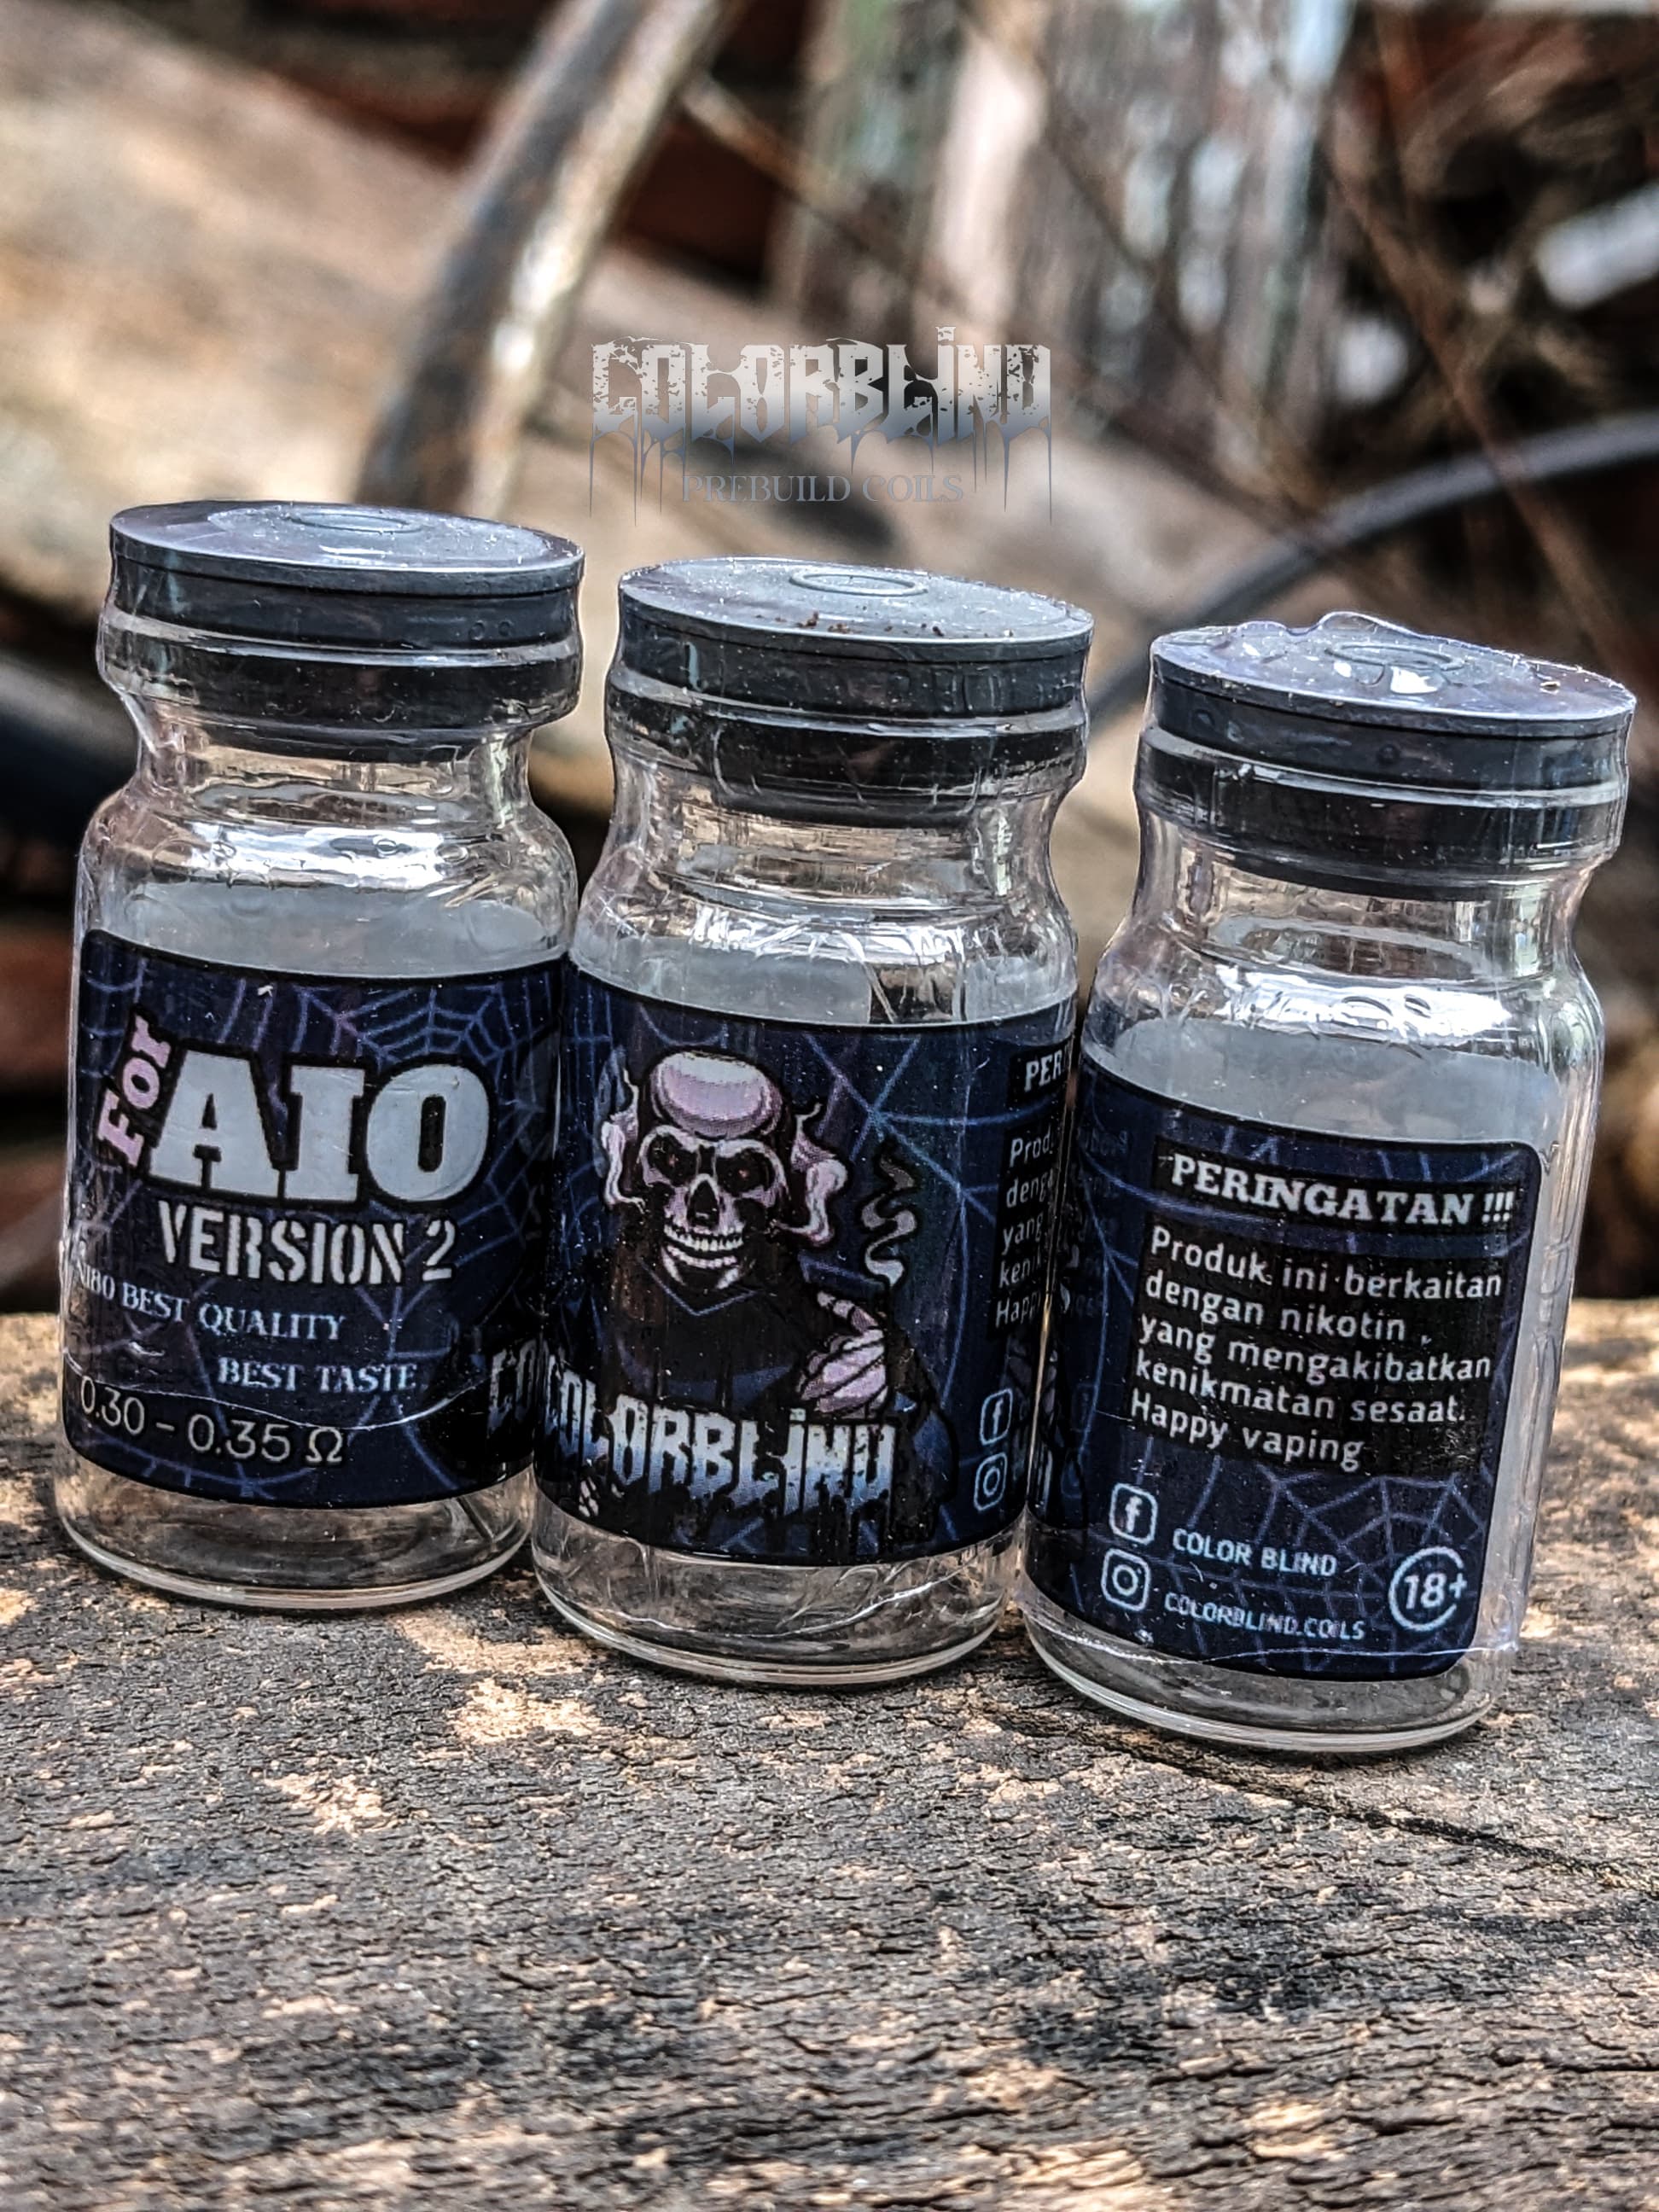 COLORBLIND
PREBUILD COILS
For AIO
VERSION 2
NI80 BEST QUALITY
BEST TASTE
0.30 - 0.35 Ω
COLORBLIND
PERINGATAN !!!
Produk ini berkaitan
dengan nikotin
yang mengakibatkan
kenikmatan sesaat.
Happy vaping
COLOR BLIND
COLORBLIND.COILS
18+